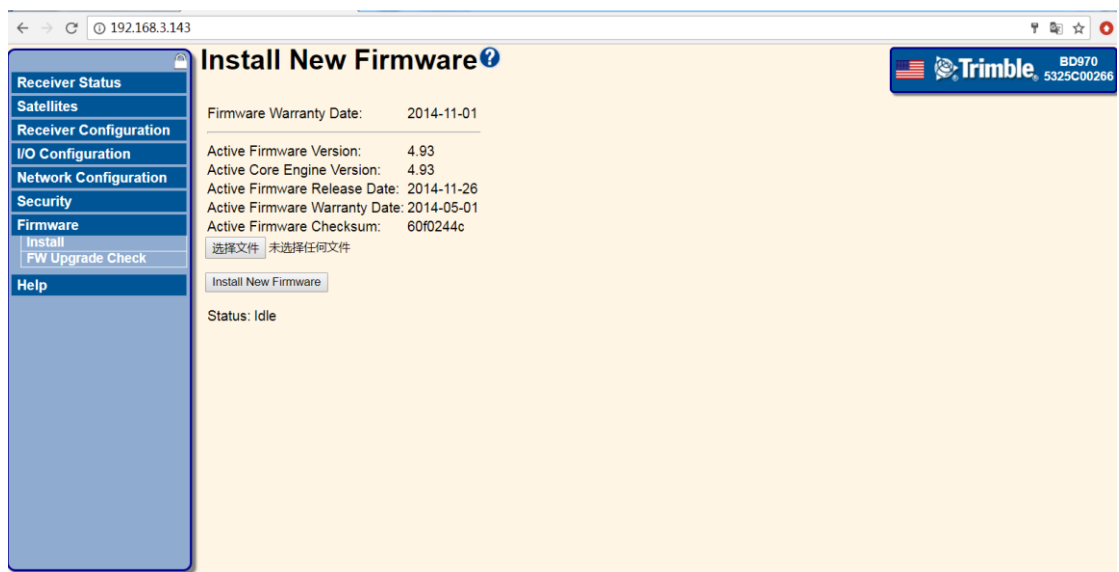 192.168.3.143
Install New Firmware?
Trimble®
BD970
5325C00266
Receiver Status
Satellites
Receiver Configuration
I/O Configuration
Network Configuration
Security
Firmware
Install
FW Upgrade Check
Help
Firmware Warranty Date: 2014-11-01
Active Firmware Version: 4.93
Active Core Engine Version: 4.93
Active Firmware Release Date: 2014-11-26
Active Firmware Warranty Date: 2014-05-01
Active Firmware Checksum: 60f0244c
选择文件 未选择任何文件
Install New Firmware
Status: Idle